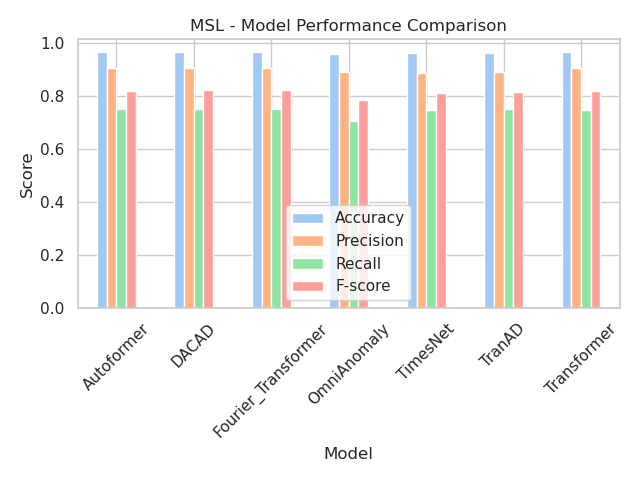 MSL - Model Performance Comparison
1.0
0.8
0.6
0.4
0.2
0.0
Score
Accuracy
Precision
Recall
F-score
Autoformer
DACAD
Fourier_Transformer
OmniAnomaly
TimesNet
TranAD
Transformer
Model